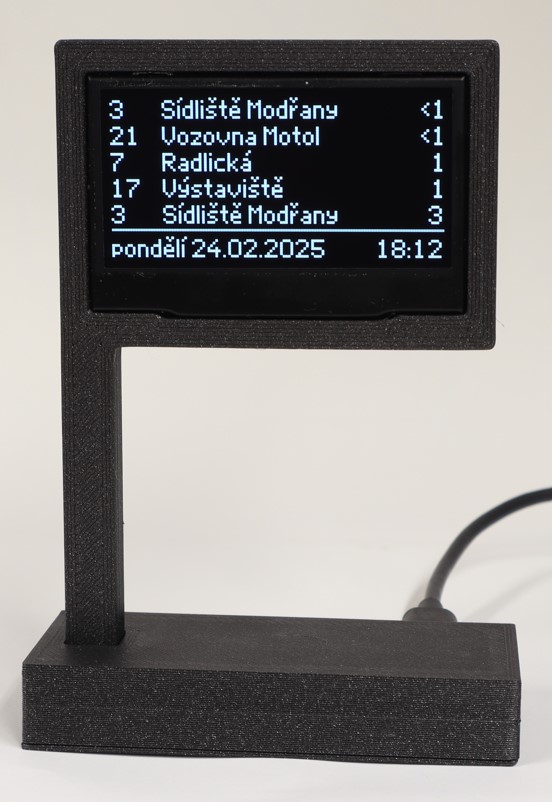 3 Sídliště Modřany <1
21 Vozovna Motol <1
7 Radlická 1
17 Výstaviště 1
3 Sídliště Modřany 3
pondělí 24.02.2025 18:12